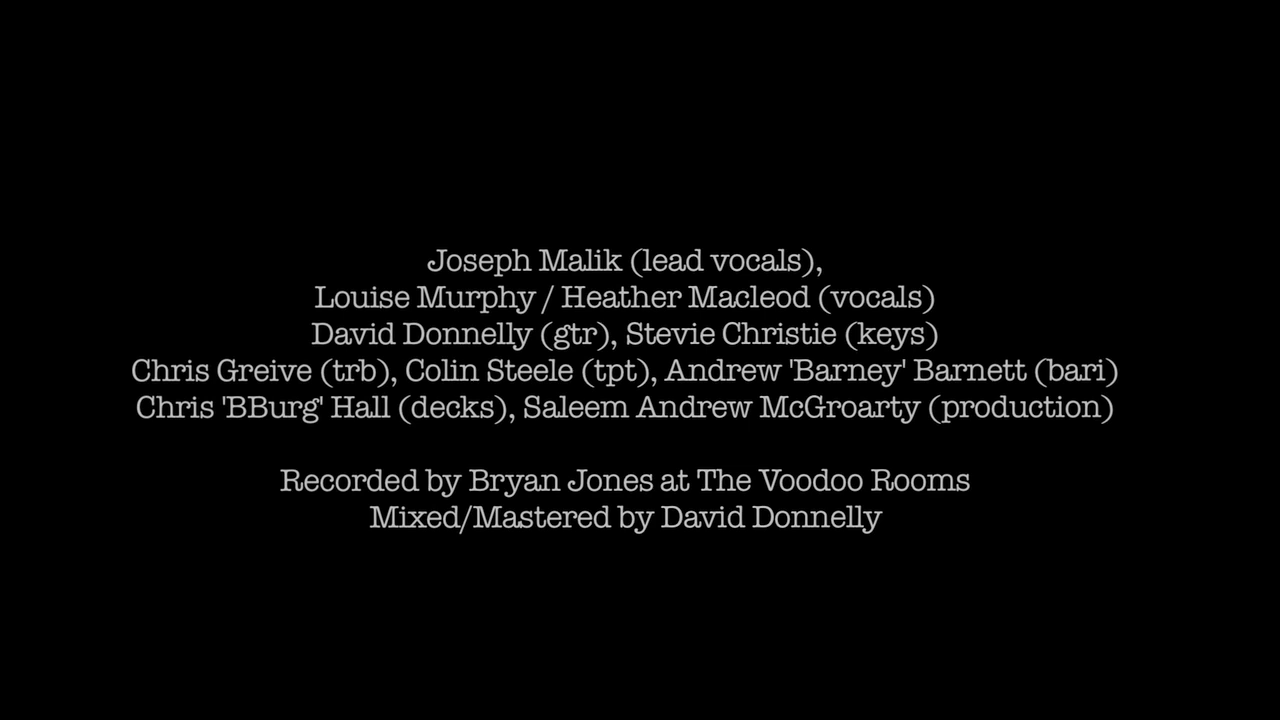 Joseph Malik (lead vocals),
Louise Murphy / Heather Macleod (vocals)
David Donnelly (gtr), Stevie Christie (keys)
Chris Greive (trb), Colin Steele (tpt), Andrew 'Barney' Barnett (bari)
Chris 'BBurg' Hall (decks), Saleem Andrew McGroarty (production)
Recorded by Bryan Jones at The Voodoo Rooms
Mixed/Mastered by David Donnelly